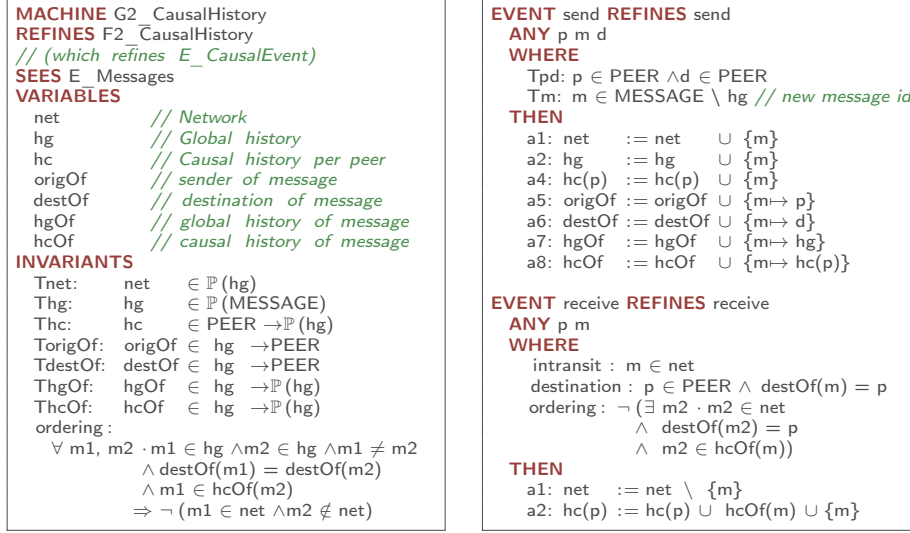 MACHINE G2_CausalHistory
REFINES F2_CausalHistory
// (which refines E_CausalEvent)
SEES E_Messages
VARIABLES
net // Network
hg // Global history
hc // Causal history per peer
origOf // sender of message
destOf // destination of message
hgOf // global history of message
hcOf // causal history of message
INVARIANTS
Tnet: net ∈ ℙ(hg)
Thg: hg ∈ ℙ(MESSAGE)
Thc: hc ∈ PEER →ℙ(hg)
TorigOf: origOf ∈ hg →PEER
TdestOf: destOf ∈ hg →PEER
ThgOf: hgOf ∈ hg →ℙ(hg)
ThcOf: hcOf ∈ hg →ℙ(hg)
ordering :
∀ m1, m2 · m1 ∈ hg ∧m2 ∈ hg ∧m1 ≠ m2
∧ destOf(m1) = destOf(m2)
∧ m1 ∈ hcOf(m2)
⇒ ¬ (m1 ∈ net ∧m2 ∉ net)
EVENT send REFINES send
ANY p m d
WHERE
Tpd: p ∈ PEER ∧d ∈ PEER
Tm: m ∈ MESSAGE \ hg // new message id
THEN
a1: net := net ∪ {m}
a2: hg := hg ∪ {m}
a4: hc(p) := hc(p) ∪ {m}
a5: origOf := origOf ∪ {m↦ p}
a6: destOf := destOf ∪ {m↦ d}
a7: hgOf := hgOf ∪ {m↦ hg}
a8: hcOf := hcOf ∪ {m↦ hc(p)}
EVENT receive REFINES receive
ANY p m
WHERE
intransit : m ∈ net
destination : p ∈ PEER ∧ destOf(m) = p
ordering : ¬ (∃ m2 · m2 ∈ net
∧ destOf(m2) = p
∧ m2 ∈ hcOf(m))
THEN
a1: net := net \ {m}
a2: hc(p) := hc(p) ∪ hcOf(m) ∪ {m}